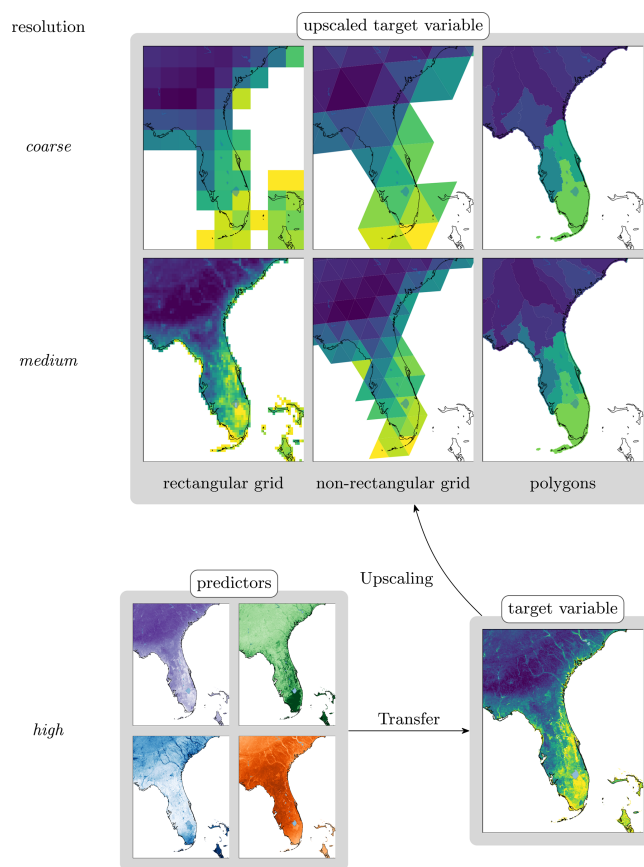 resolution
upscaled target variable
coarse
medium
rectangular grid
non-rectangular grid
polygons
Upscaling
predictors
target variable
high
Transfer